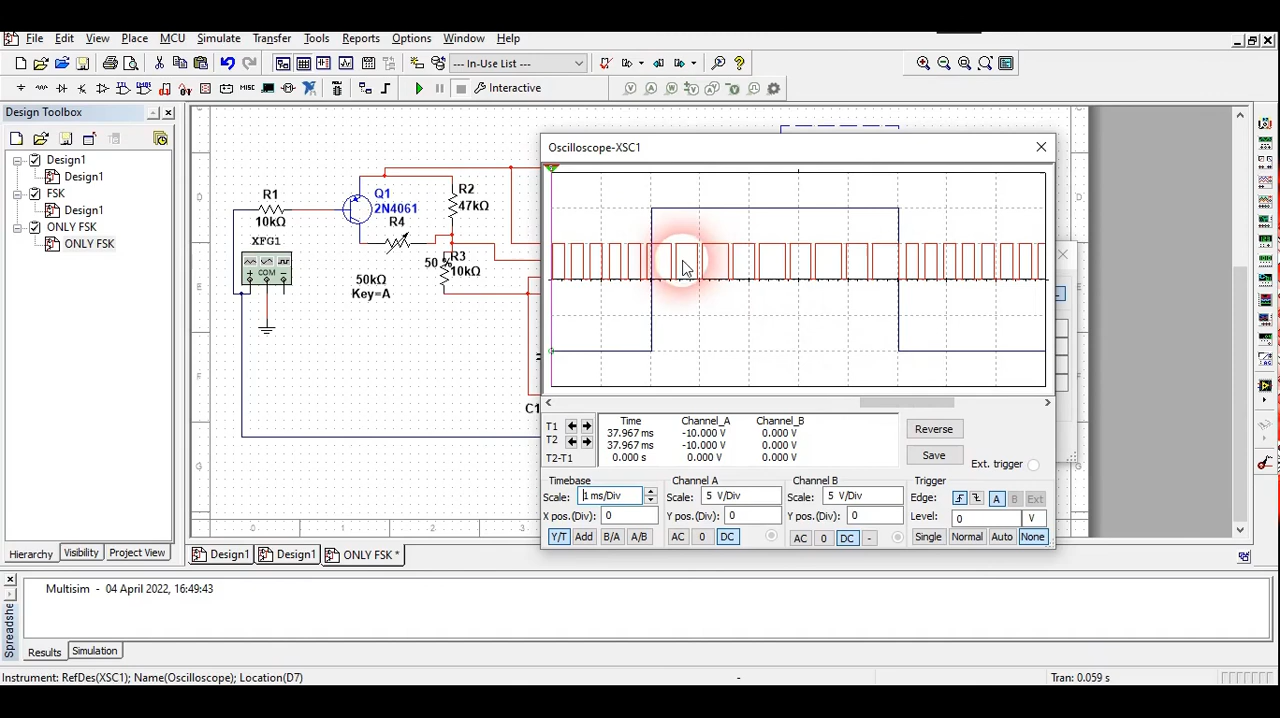 File Edit View Place MCU Simulate Transfer Tools Reports Options Window Help
--- In-Use List ---
Interactive
Design Toolbox
Design1
Design1
FSK
Design1
ONLY FSK
ONLY FSK
R1
10kΩ
XFG1
COM
Q1
2N4061
R4
50kΩ
Key=A
50 %
R2
47kΩ
R3
10kΩ
C1
Oscilloscope-XSC1
Time Channel_A Channel_B
T1 37.967 ms -10.000 V 0.000 V
T2 37.967 ms -10.000 V 0.000 V
T2-T1 0.000 s 0.000 V 0.000 V
Reverse
Save
Ext. trigger
Timebase
Scale: 1 ms/Div
X pos.(Div): 0
Y/T Add B/A A/B
Channel A
Scale: 5 V/Div
Y pos.(Div): 0
AC 0 DC
Channel B
Scale: 5 V/Div
Y pos.(Div): 0
AC 0 DC -
Trigger
Edge: A B Ext
Level: 0 V
Single Normal Auto None
D
E
F
G
D
E
F
G
0 1 2 3
Hierarchy Visibility Project View
Design1 Design1 ONLY FSK *
Multisim - 04 April 2022, 16:49:43
Spreadshe
Results Simulation
Instrument: RefDes(XSC1); Name(Oscilloscope); Location(D7) - Tran: 0.059 s